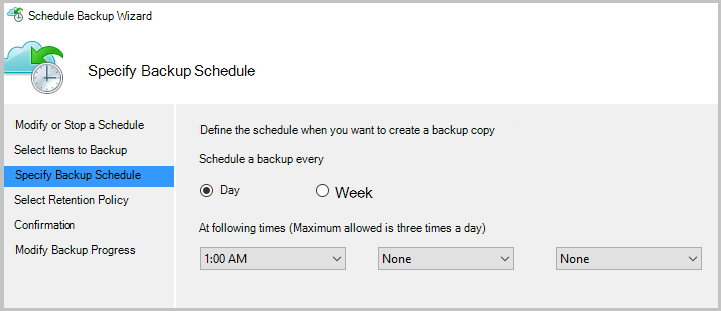 Schedule Backup Wizard
Specify Backup Schedule
Modify or Stop a Schedule
Select Items to Backup
Specify Backup Schedule
Select Retention Policy
Confirmation
Modify Backup Progress
Define the schedule when you want to create a backup copy
Schedule a backup every
Day Week
At following times (Maximum allowed is three times a day)
1:00 AM None None